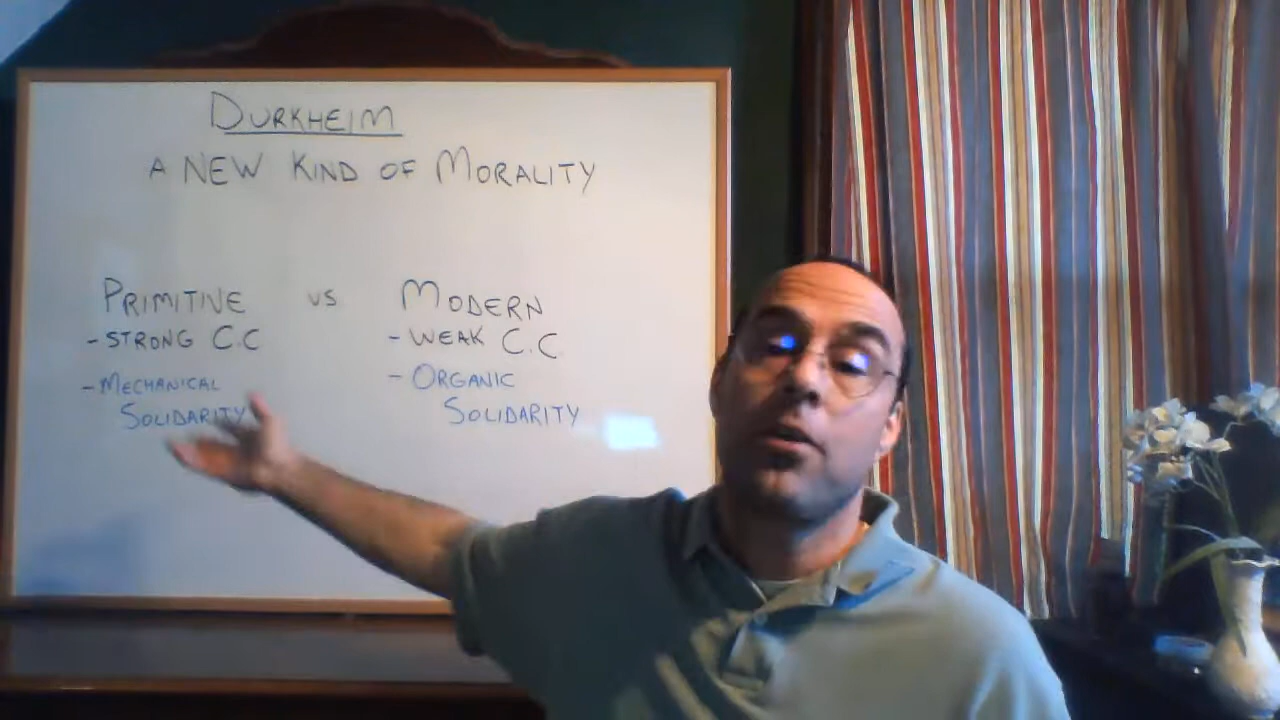 DURKHEIM
A NEW KIND OF MORALITY
PRIMITIVE VS MODERN
- STRONG C.C - WEAK C.C.
- MECHANICAL SOLIDARITY - ORGANIC SOLIDARITY